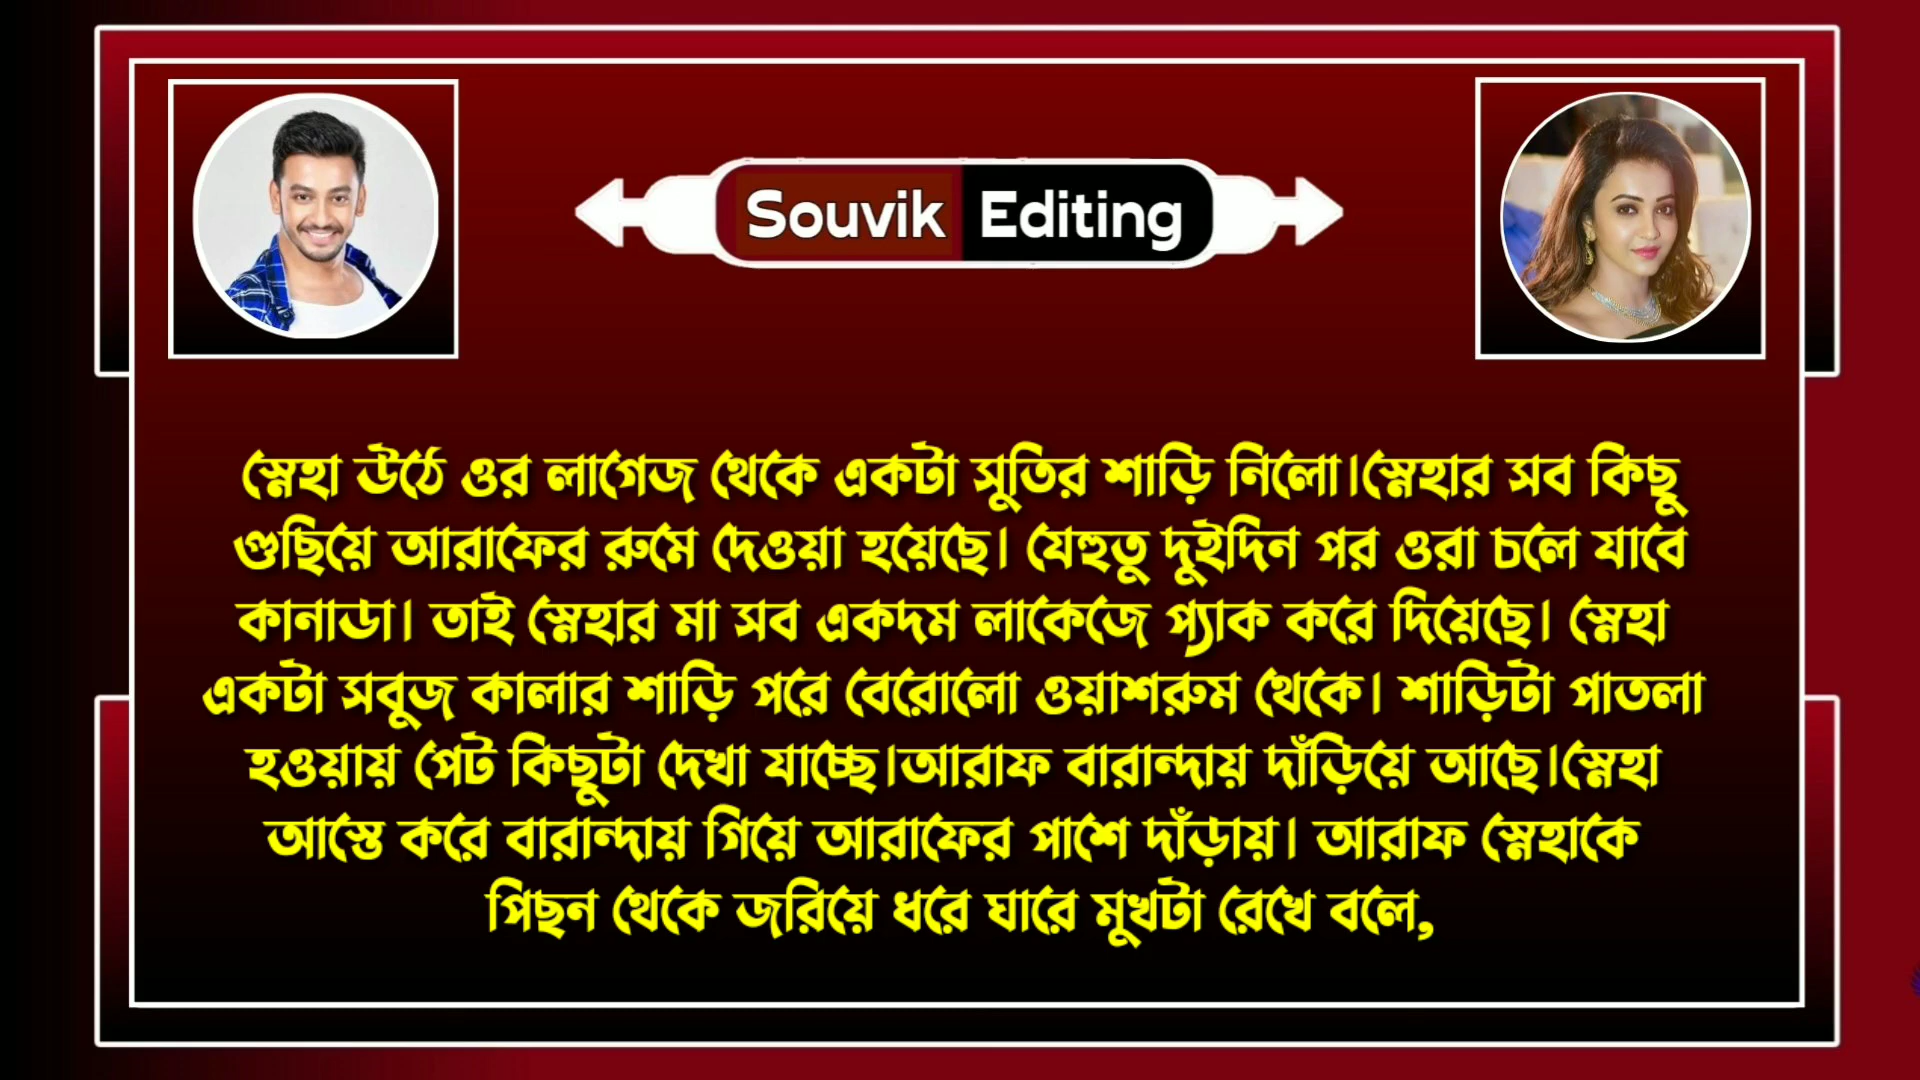 Souvik Editing
স্নেহা উঠে ওর লাগেজ থেকে একটা সুতির শাড়ি নিলো।স্নেহার সব কিছু
গুছিয়ে আরাফের রুমে দেওয়া হয়েছে। যেহুতু দুইদিন পর ওরা চলে যাবে
কানাডা। তাই স্নেহার মা সব একদম লাকেজে প্যাক করে দিয়েছে। স্নেহা
একটা সবুজ কালার শাড়ি পরে বেরোলো ওয়াশরুম থেকে। শাড়িটা পাতলা
হওয়ায় পেট কিছুটা দেখা যাচ্ছে।আরাফ বারান্দায় দাঁড়িয়ে আছে।স্নেহা
আস্তে করে বারান্দায় গিয়ে আরাফের পাশে দাঁড়ায়। আরাফ স্নেহাকে
পিছন থেকে জরিয়ে ধরে ঘারে মুখটা রেখে বলে,